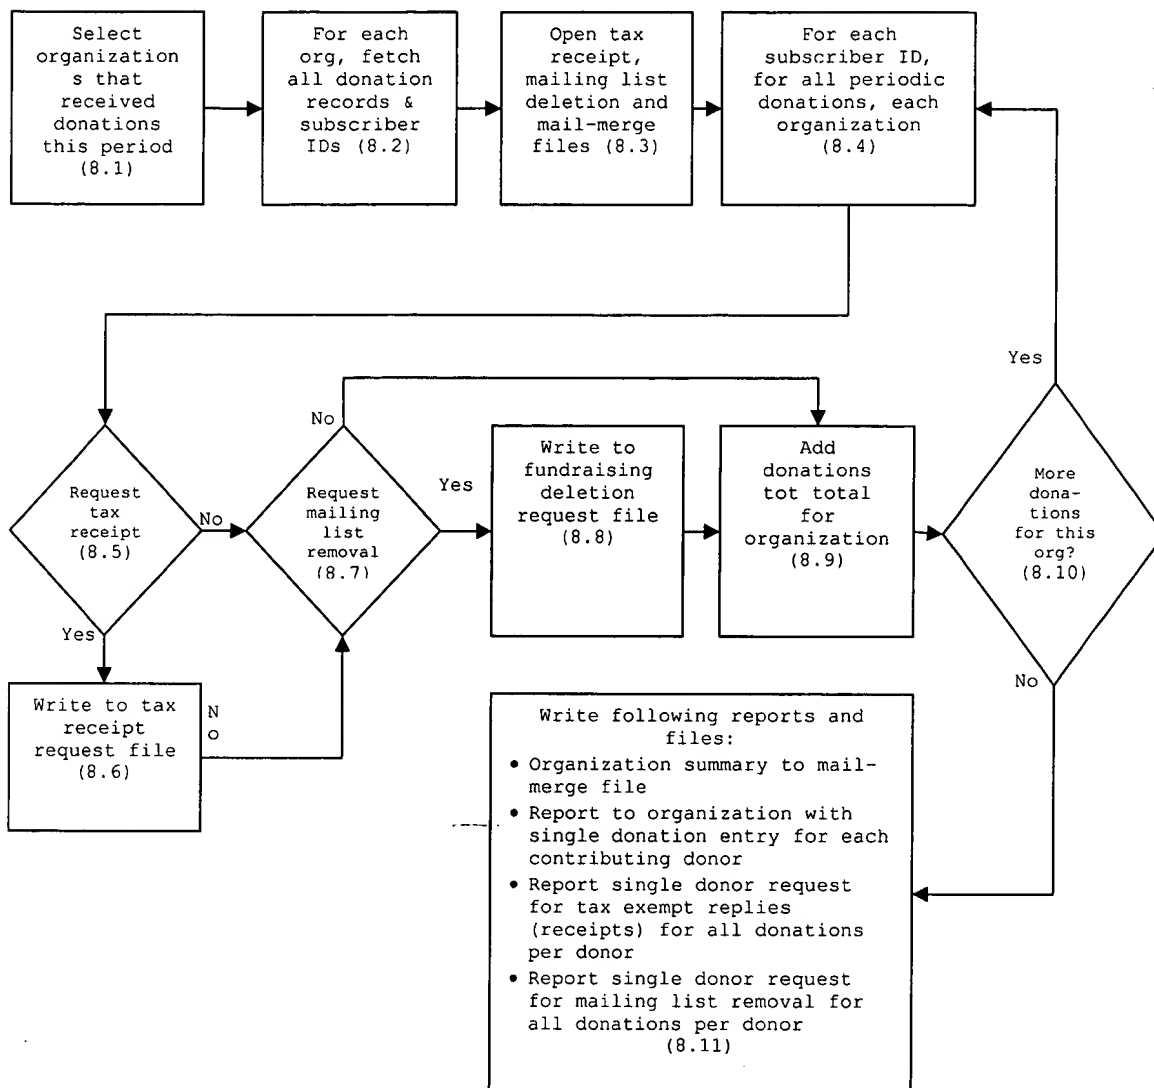 Select
organization
s that
received
donations
this period
(8.1)
For each
org, fetch
all donation
records &
subscriber
IDs (8.2)
Open tax
receipt,
mailing list
deletion and
mail-merge
files (8.3)
For each
subscriber ID,
for all periodic
donations, each
organization
(8.4)
Request
tax
receipt
(8.5)
No
Yes
Write to tax
receipt
request file
(8.6)
N
o
Request
mailing
list
removal
(8.7)
No
Yes
Write to
fundraising
deletion
request file
(8.8)
Add
donations
tot total
for
organization
(8.9)
Yes
More
dona-
tions
for this
org?
(8.10)
No
Write following reports and
files:
• Organization summary to mail-
merge file
• Report to organization with
single donation entry for each
contributing donor
• Report single donor request
for tax exempt replies
(receipts) for all donations
per donor
• Report single donor request
for mailing list removal for
all donations per donor
(8.11)